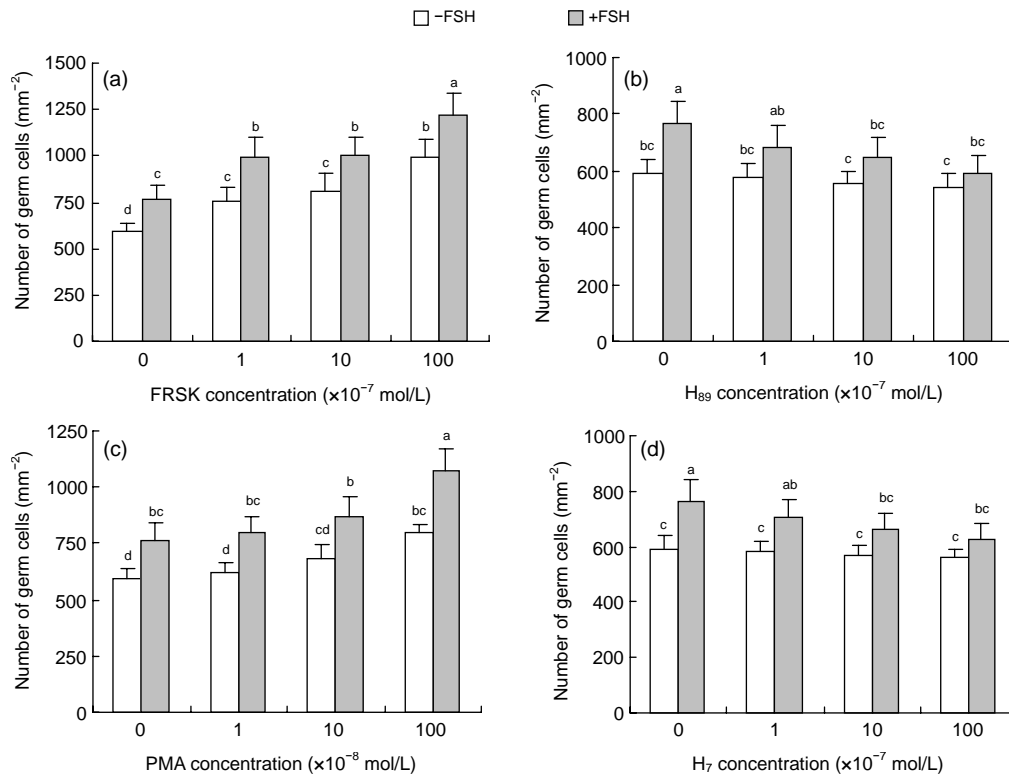 −FSH +FSH
(a)
Number of germ cells (mm⁻²)
1500
1250
1000
750
500
250
0
d c c b c b b a
0 1 10 100
FRSK concentration (×10⁻⁷ mol/L)
(b)
Number of germ cells (mm⁻²)
1000
800
600
400
200
0
bc a bc ab c bc c bc
0 1 10 100
H₈₉ concentration (×10⁻⁷ mol/L)
(c)
Number of germ cells (mm⁻²)
1250
1000
750
500
250
0
d bc d bc cd b bc a
0 1 10 100
PMA concentration (×10⁻⁸ mol/L)
(d)
Number of germ cells (mm⁻²)
1000
800
600
400
200
0
c a c ab c bc c bc
0 1 10 100
H₇ concentration (×10⁻⁷ mol/L)